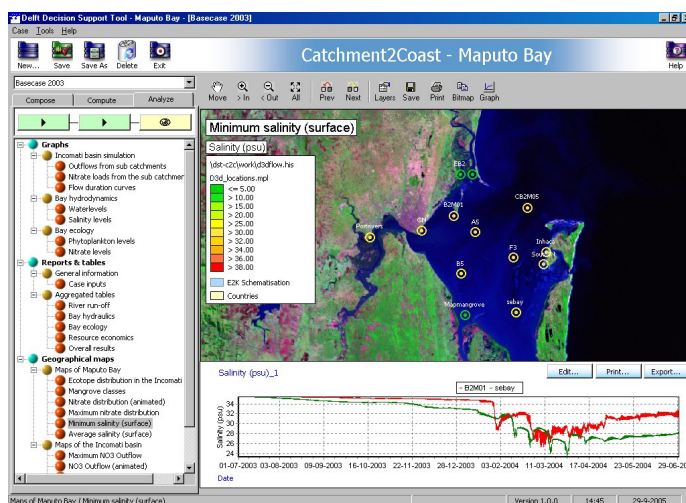 Delft Decision Support Tool - Maputo Bay - [Basecase 2003]
Case Tools Help
New... Save Save As Delete Exit
Catchment2Coast - Maputo Bay
Help
Basecase 2003
Compose Compute Analyze
Move > In < Out All Prev Next Layers Save Print Bitmap Graph
Graphs
Incomati basin simulation
Outflows from sub catchments
Nitrate loads from the sub catchmen
Flow duration curves
Bay hydrodynamics
Waterlevels
Salinity levels
Bay ecology
Phytoplankton levels
Nitrate levels
Reports & tables
General information
Case inputs
Aggregated tables
River run-off
Bay hydraulics
Bay ecology
Resource economics
Overall results
Geographical maps
Maps of Maputo Bay
Ecotope distribution in the Incomati
Mangrove classes
Nitrate distribution (animated)
Maximum nitrate distribution
Minimum salinity (surface)
Average salinity (surface)
Maps of the Incomati basin
Maximum NO3 Outflow
NO3 Outflow (animated)
Minimum salinity (surface)
Salinity (psu)
\dst-c2c\work\d3dflow.his
D3d_locations.mpl
<= 5.00
> 10.00
> 15.00
> 20.00
> 25.00
> 30.00
> 32.00
> 34.00
> 36.00
> 38.00
E2K Schematisation
Countries
EB2
CB2M05
B2M01
A5
F3
Inhaca
B5
Mapmangrove
sebay
Salinity (psu)_1
Edit... Print... Export...
B2M01 sebay
Salinity (psu)
34
32
30
28
26
24
01-07-2003 03-08-2003 09-09-2003 16-10-2003 22-11-2003 28-12-2003 03-02-2004 11-03-2004 17-04-2004 23-05-2004 29-06-2
Date
Maps of Maputo Bay / Minimum salinity (surface) Version 1.0.0 14:45 29-9-2005